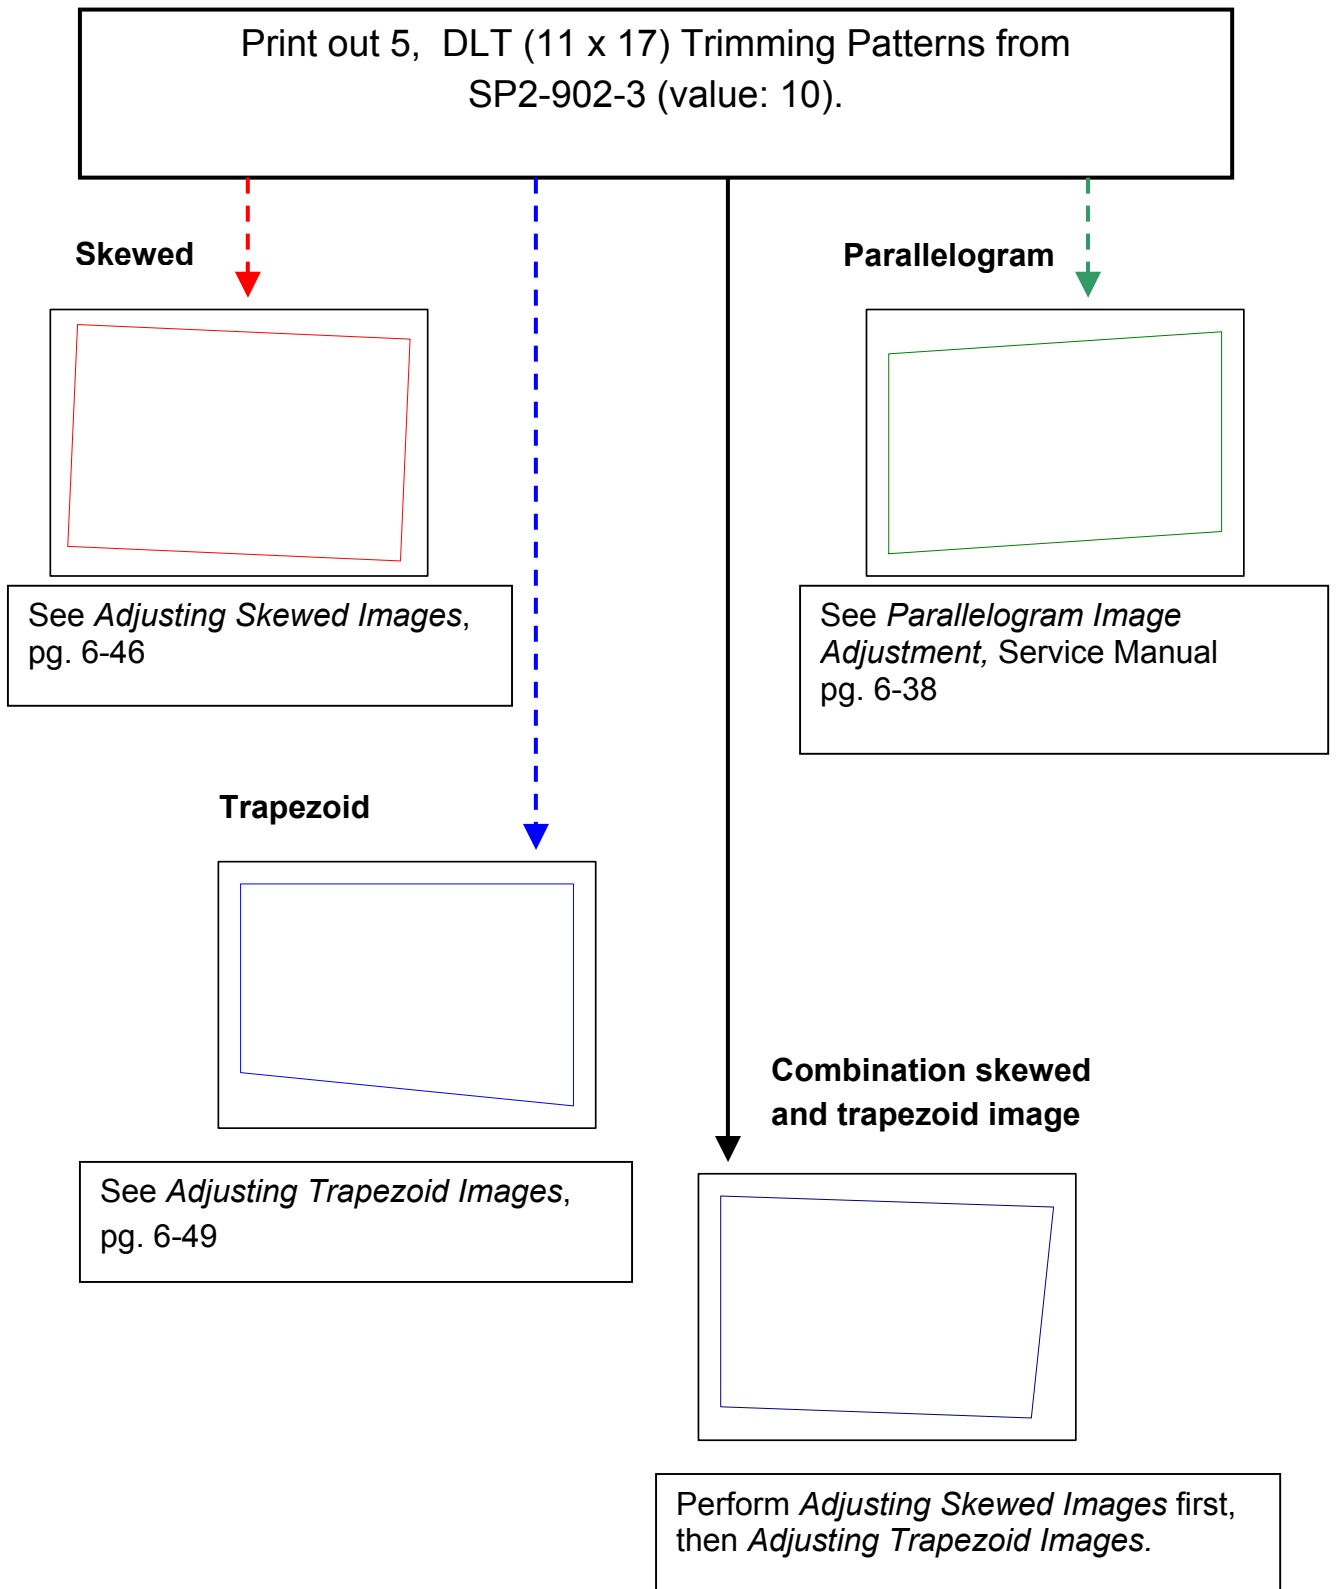 Print out 5, DLT (11 x 17) Trimming Patterns from
SP2-902-3 (value: 10).
Skewed
Parallelogram
See Adjusting Skewed Images,
pg. 6-46
See Parallelogram Image
Adjustment, Service Manual
pg. 6-38
Trapezoid
See Adjusting Trapezoid Images,
pg. 6-49
Combination skewed
and trapezoid image
Perform Adjusting Skewed Images first,
then Adjusting Trapezoid Images.